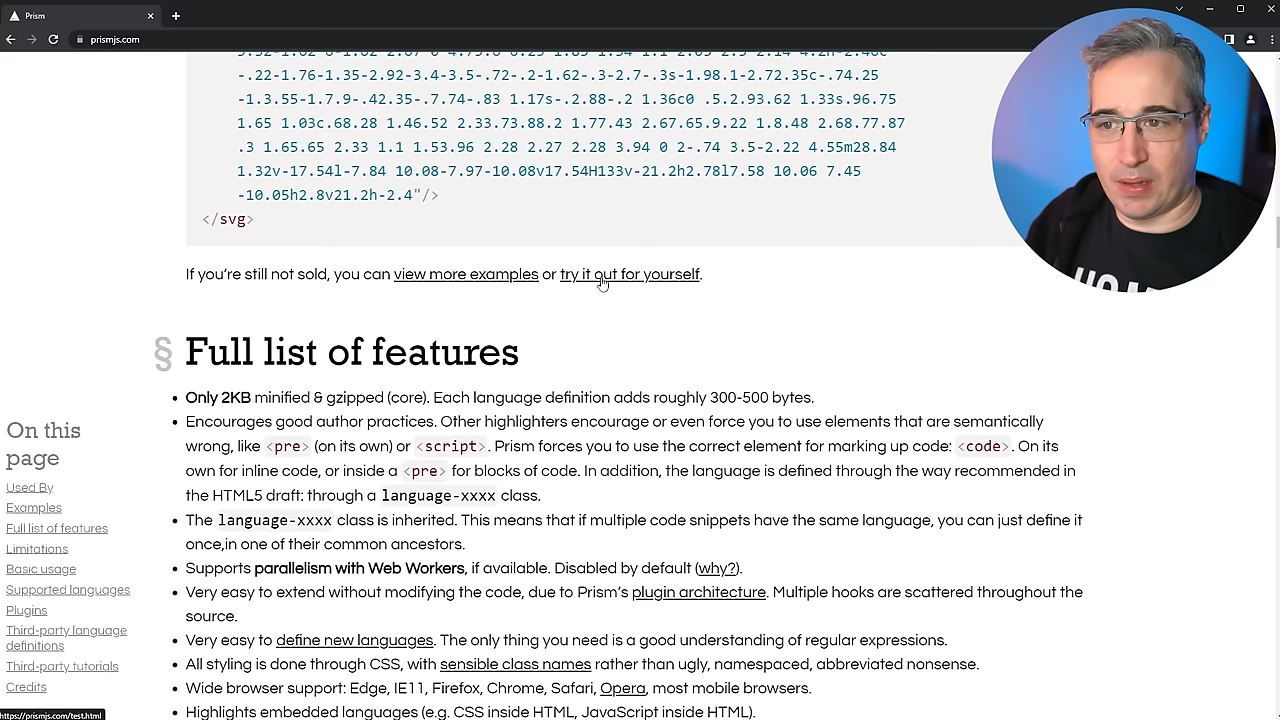 Prism
prismjs.com
-.22-1.76-1.35-2.92-3.4-3.5-.72-.2-1.62-.3-2.7-.3s-1.98.1-2.72.35c-.74.25
-1.3.55-1.7.9-.42.35-.7.74-.83 1.17s-.2.88-.2 1.36c0 .5.2.93.62 1.33s.96.75
1.65 1.03c.68.28 1.52.52 2.33.73.88.2 1.77.43 2.67.65.9.22 1.8.48 2.68.77.87
.3 1.65.65 2.33 1.1 1.53.96 2.28 2.27 2.28 3.94 0 2-.74 3.5-2.22 4.55m28.84
1.32v-17.54l-7.84 10.08-7.97-10.08v17.54H133v-21.2h2.78l7.58 10.06 7.45
-10.05h2.8v21.2h-2.4"/>
</svg>
If you're still not sold, you can view more examples or try it out for yourself.
§ Full list of features
• Only 2KB minified & gzipped (core). Each language definition adds roughly 300-500 bytes.
• Encourages good author practices. Other highlighters encourage or even force you to use elements that are semantically
wrong, like <pre> (on its own) or <script>. Prism forces you to use the correct element for marking up code: <code>. On its
own for inline code, or inside a <pre> for blocks of code. In addition, the language is defined through the way recommended in
the HTML5 draft: through a language-xxxx class.
• The language-xxxx class is inherited. This means that if multiple code snippets have the same language, you can just define it
once,in one of their common ancestors.
• Supports parallelism with Web Workers, if available. Disabled by default (why?).
• Very easy to extend without modifying the code, due to Prism's plugin architecture. Multiple hooks are scattered throughout the
source.
• Very easy to define new languages. The only thing you need is a good understanding of regular expressions.
• All styling is done through CSS, with sensible class names rather than ugly, namespaced, abbreviated nonsense.
• Wide browser support: Edge, IE11, Firefox, Chrome, Safari, Opera, most mobile browsers.
• Highlights embedded languages (e.g. CSS inside HTML, JavaScript inside HTML).
On this
page
Used By
Examples
Full list of features
Limitations
Basic usage
Supported languages
Plugins
Third-party language
definitions
Third-party tutorials
Credits
https://prismjs.com/test.html